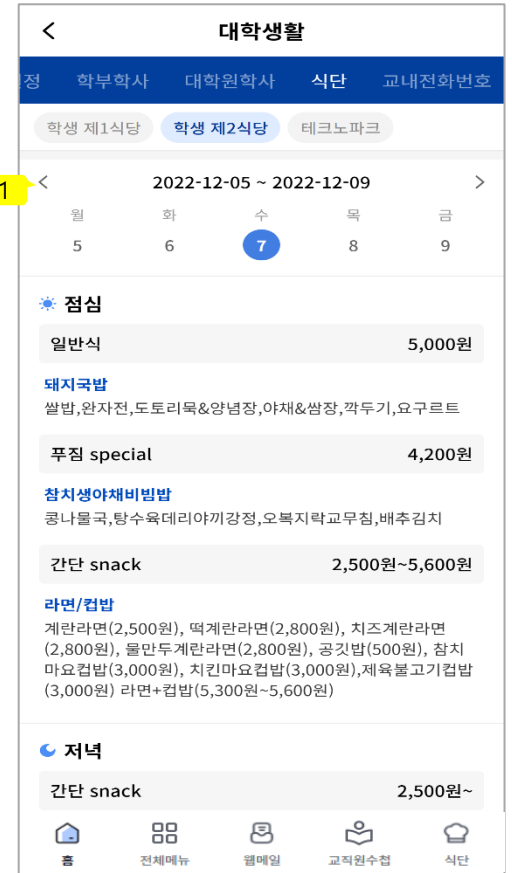 대학생활
정 학부학사 대학원학사 식단 교내전화번호
학생 제1식당 학생 제2식당 테크노파크
1
2022-12-05 ~ 2022-12-09
월 화 수 목 금
5 6 7 8 9
점심
일반식 5,000원
돼지국밥
쌀밥,완자전,도토리묵&양념장,야채&쌈장,깍두기,요구르트
푸짐 special 4,200원
참치생야채비빔밥
콩나물국,탕수육데리야끼강정,오복지락교무침,배추김치
간단 snack 2,500원~5,600원
라면/컵밥
계란라면(2,500원), 떡계란라면(2,800원), 치즈계란라면
(2,800원), 물만두계란라면(2,800원), 공깃밥(500원), 참치
마요컵밥(3,000원), 치킨마요컵밥(3,000원),제육불고기컵밥
(3,000원) 라면+컵밥(5,300원~5,600원)
저녁
간단 snack 2,500원~
홈 전체메뉴 웹메일 교직원수첩 식단